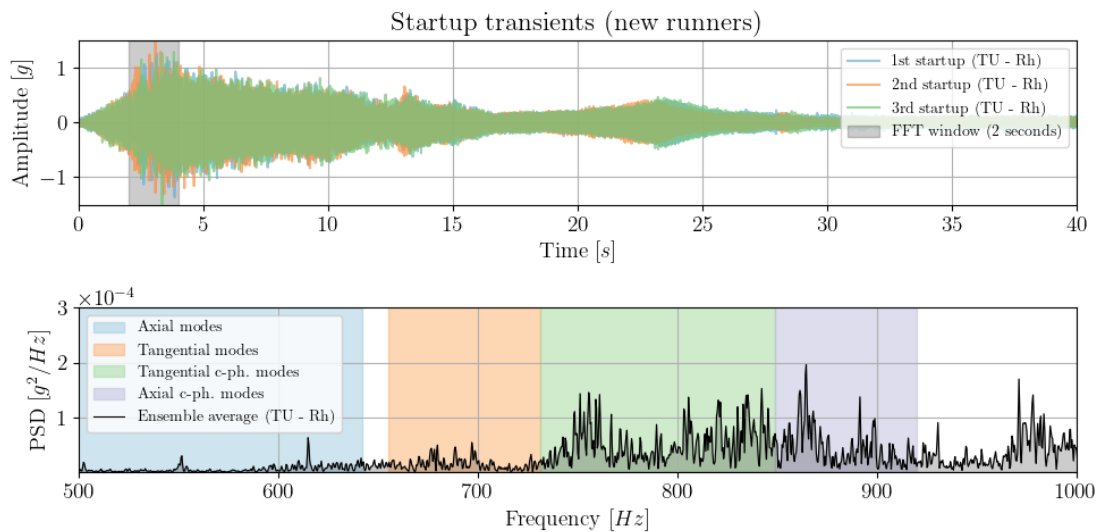 Startup transients (new runners)
Amplitude [g]
1
0
−1
1st startup (TU - Rh)
2nd startup (TU - Rh)
3rd startup (TU - Rh)
FFT window (2 seconds)
0 5 10 15 20 25 30 35 40
Time [s]
×10⁻⁴
PSD [g²/Hz]
3
2
1
Axial modes
Tangential modes
Tangential c-ph. modes
Axial c-ph. modes
Ensemble average (TU - Rh)
500 600 700 800 900 1000
Frequency [Hz]